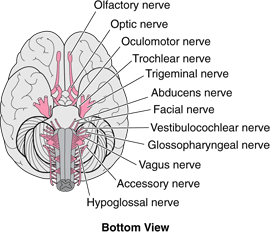 Olfactory nerve
Optic nerve
Oculomotor nerve
Trochlear nerve
Trigeminal nerve
Abducens nerve
Facial nerve
Vestibulocochlear nerve
Glossopharyngeal nerve
Vagus nerve
Accessory nerve
Hypoglossal nerve
Bottom View